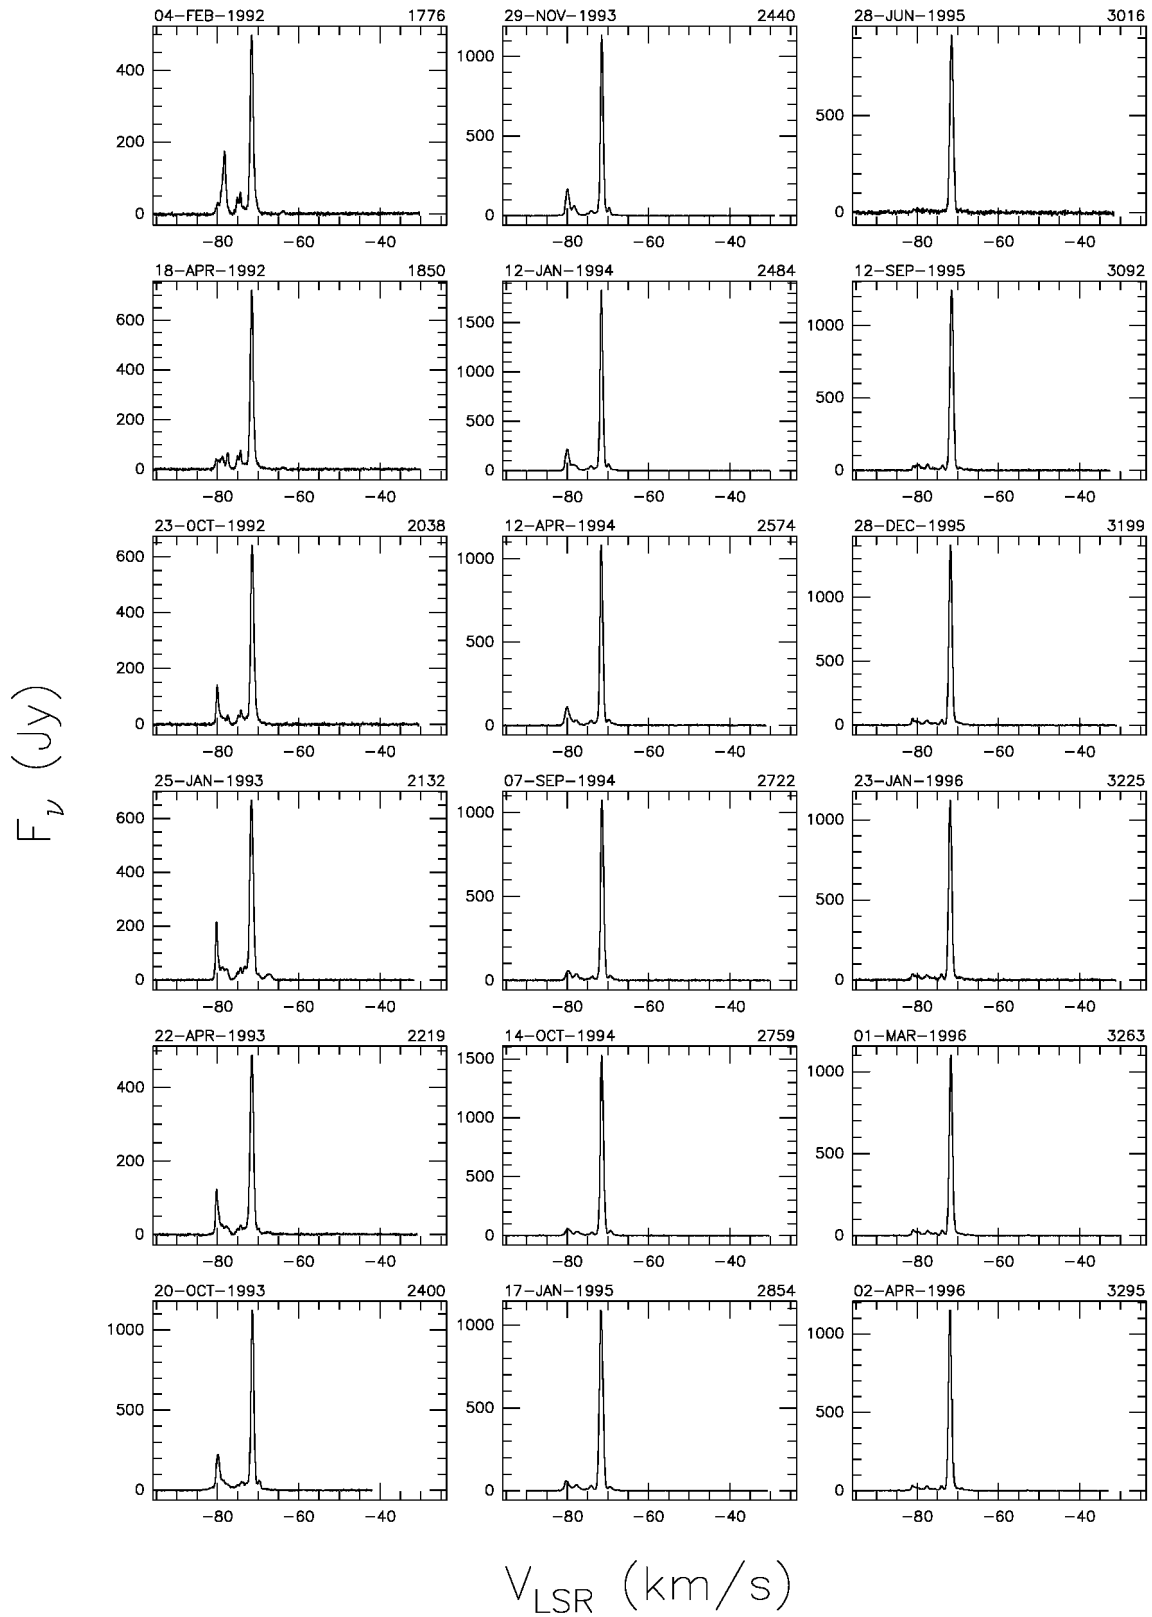 04-FEB-1992 1776 29-NOV-1993 2440 28-JUN-1995 3016
400 1000 500
200 500 0
0 0
-80 -60 -40 -80 -60 -40 -80 -60 -40
18-APR-1992 1850 12-JAN-1994 2484 12-SEP-1995 3092
600 1500 1000
400 1000 500
200 500 0
0 0
-80 -60 -40 -80 -60 -40 -80 -60 -40
23-OCT-1992 2038 12-APR-1994 2574 28-DEC-1995 3199
600 1000 1000
400 500 500
200 0 0
0
-80 -60 -40 -80 -60 -40 -80 -60 -40
25-JAN-1993 2132 07-SEP-1994 2722 23-JAN-1996 3225
600 1000 1000
400 500 500
200 0 0
0
-80 -60 -40 -80 -60 -40 -80 -60 -40
22-APR-1993 2219 14-OCT-1994 2759 01-MAR-1996 3263
400 1500 1000
200 1000 500
0 500 0
0
-80 -60 -40 -80 -60 -40 -80 -60 -40
20-OCT-1993 2400 17-JAN-1995 2854 02-APR-1996 3295
1000 1000 1000
500 500 500
0 0 0
-80 -60 -40 -80 -60 -40 -80 -60 -40
F_ν (Jy)
V_LSR (km/s)